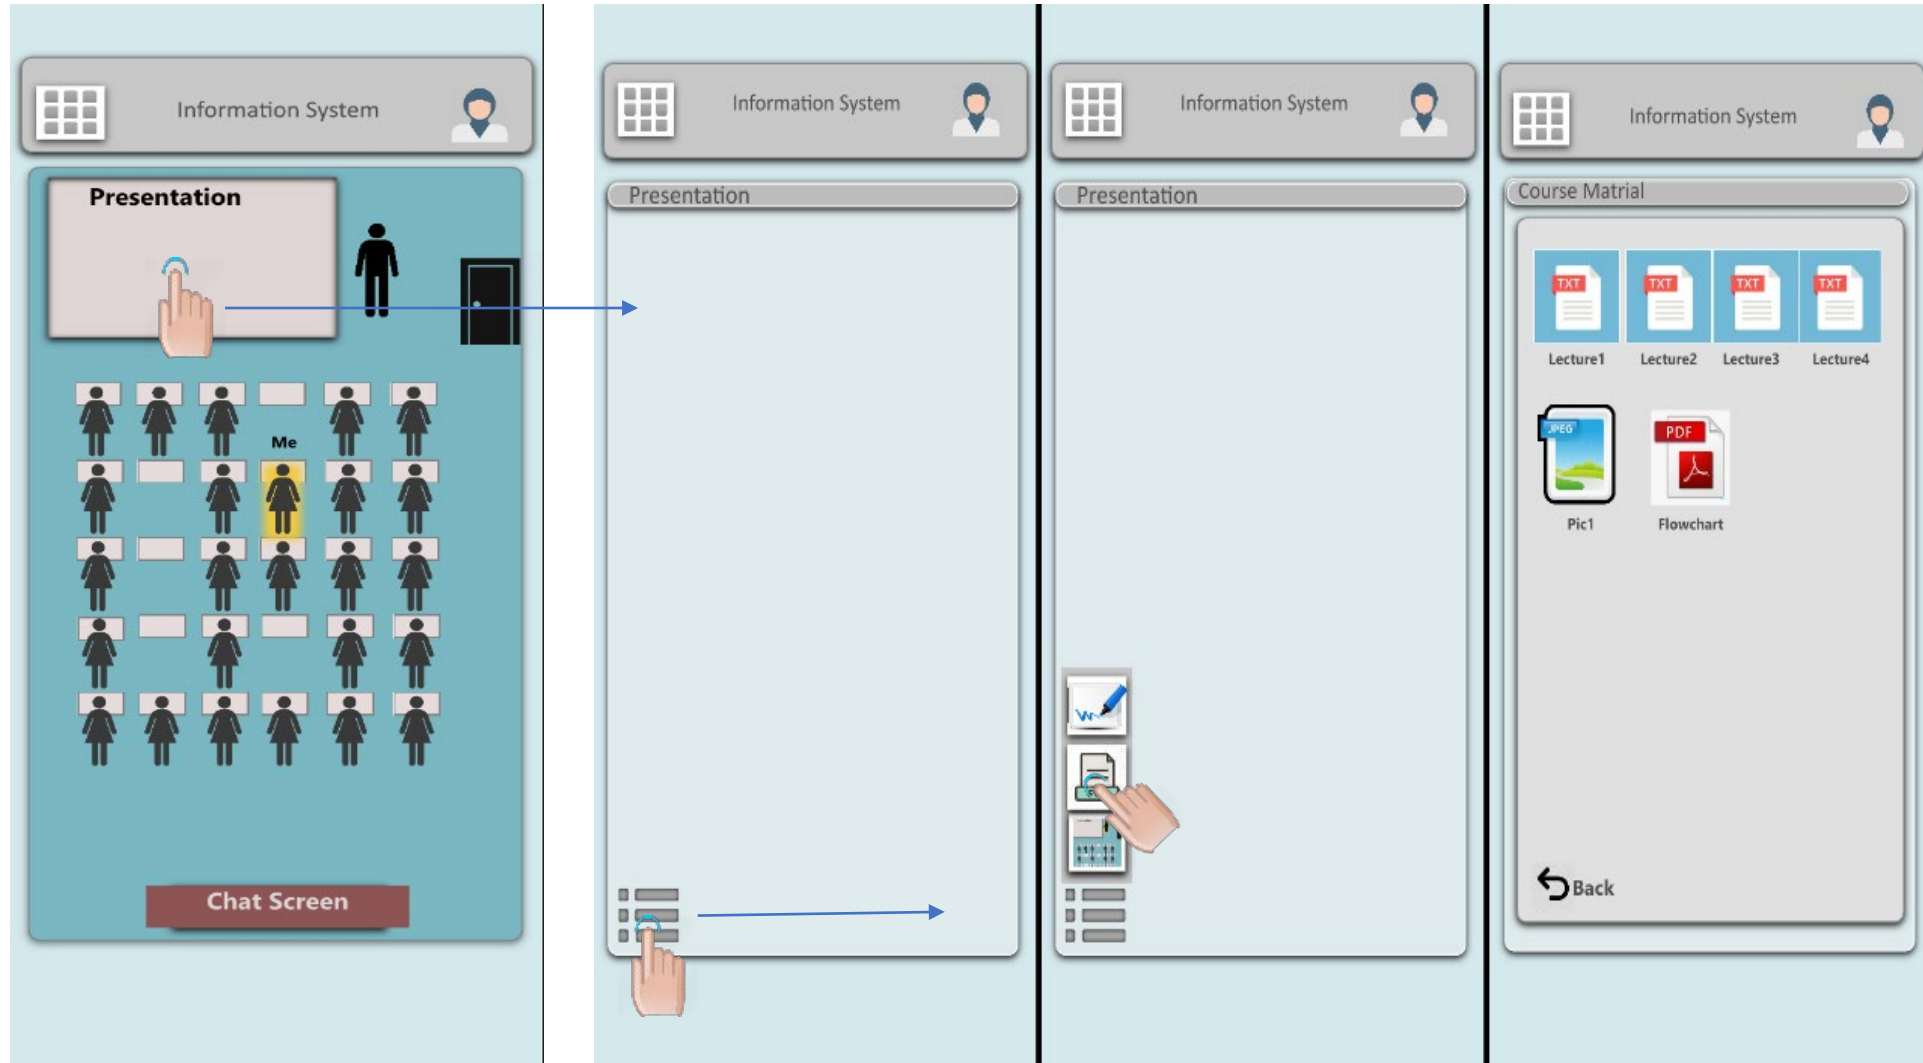 Information System
Presentation
Me
Chat Screen
Information System
Presentation
Information System
Presentation
Information System
Course Matrial
TXT
TXT
TXT
TXT
Lecture1
Lecture2
Lecture3
Lecture4
JPEG
PDF
Pic1
Flowchart
Back